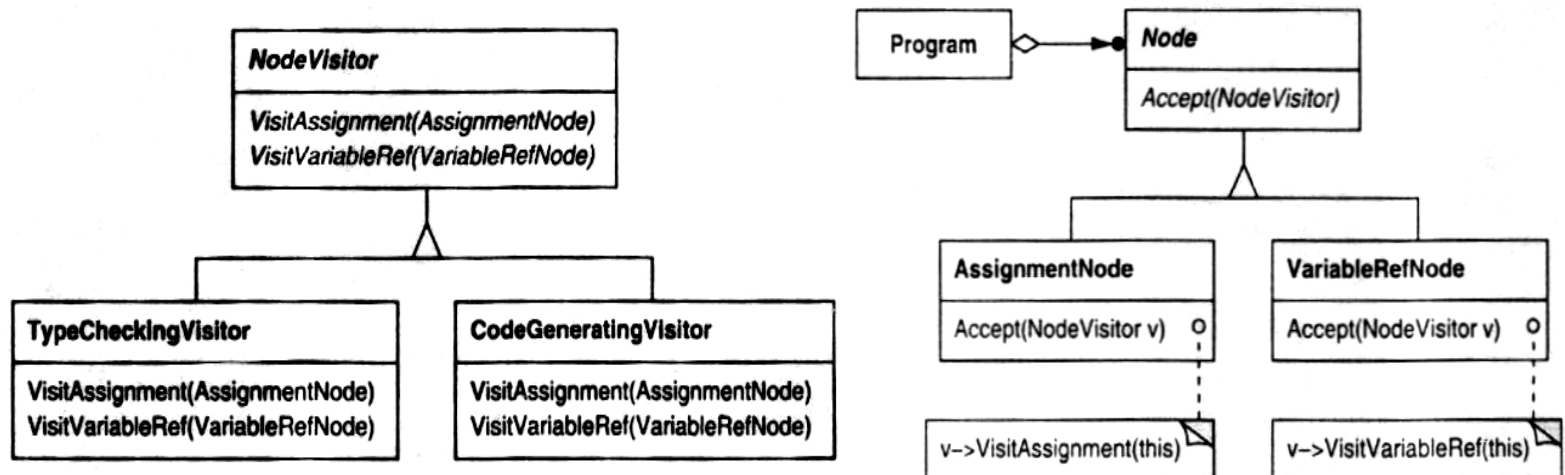 NodeVisitor
VisitAssignment(AssignmentNode)
VisitVariableRef(VariableRefNode)
TypeCheckingVisitor
VisitAssignment(AssignmentNode)
VisitVariableRef(VariableRefNode)
CodeGeneratingVisitor
VisitAssignment(AssignmentNode)
VisitVariableRef(VariableRefNode)
Program
Node
Accept(NodeVisitor)
AssignmentNode
Accept(NodeVisitor v)
v–>VisitAssignment(this)
VariableRefNode
Accept(NodeVisitor v)
v–>VisitVariableRef(this)